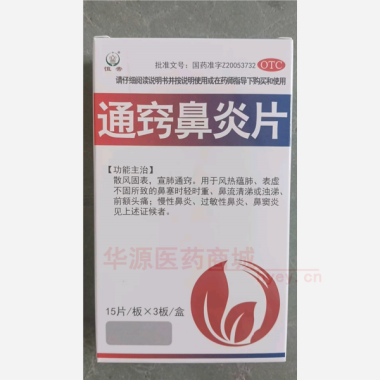 批准文号：国药准字Z20053732 OTC
请仔细阅读说明书并按说明使用或在药师指导下购买和使用
通窍鼻炎片
【功能主治】
散风固表，宣肺通窍。用于风热蕴肺、表虚
不固所致的鼻塞时轻时重、鼻流清涕或浊涕、
前额头痛；慢性鼻炎、过敏性鼻炎、鼻窦炎
见上述证候者。
华源医药商城
15片/板×3板/盒